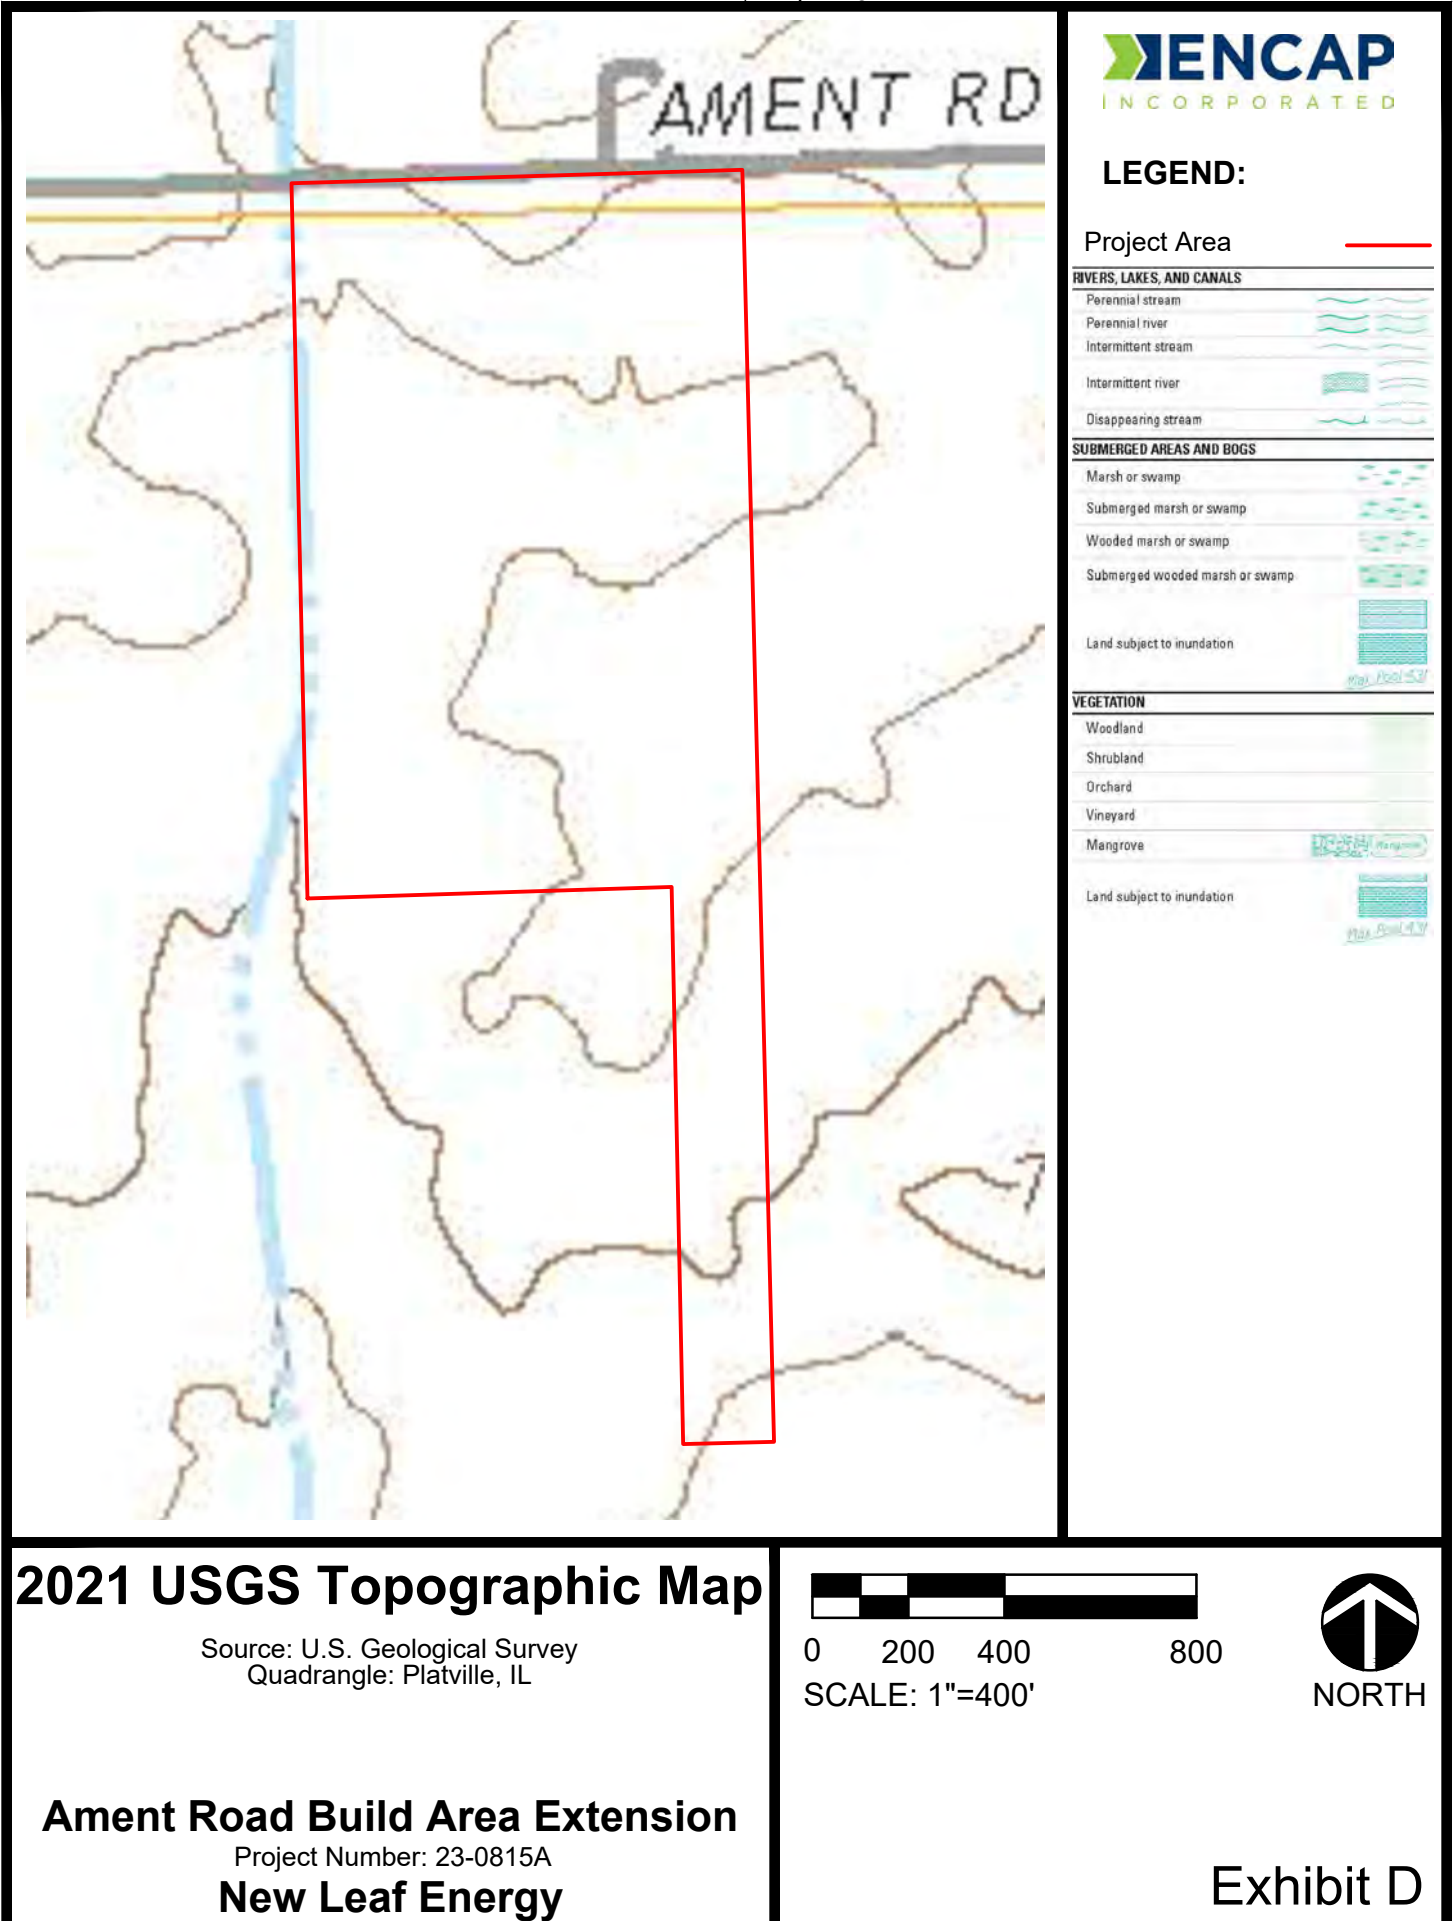 AMENT RD
ENCAP
INCORPORATED
LEGEND:
Project Area
RIVERS, LAKES, AND CANALS
Perennial stream
Perennial river
Intermittent stream
Intermittent river
Disappearing stream
SUBMERGED AREAS AND BOGS
Marsh or swamp
Submerged marsh or swamp
Wooded marsh or swamp
Submerged wooded marsh or swamp
Land subject to inundation
Max Pool
VEGETATION
Woodland
Shrubland
Orchard
Vineyard
Mangrove
Land subject to inundation
Max Pool
2021 USGS Topographic Map
Source: U.S. Geological Survey
Quadrangle: Platville, IL
Ament Road Build Area Extension
Project Number: 23-0815A
New Leaf Energy
0 200 400 800
SCALE: 1"=400'
NORTH
Exhibit D